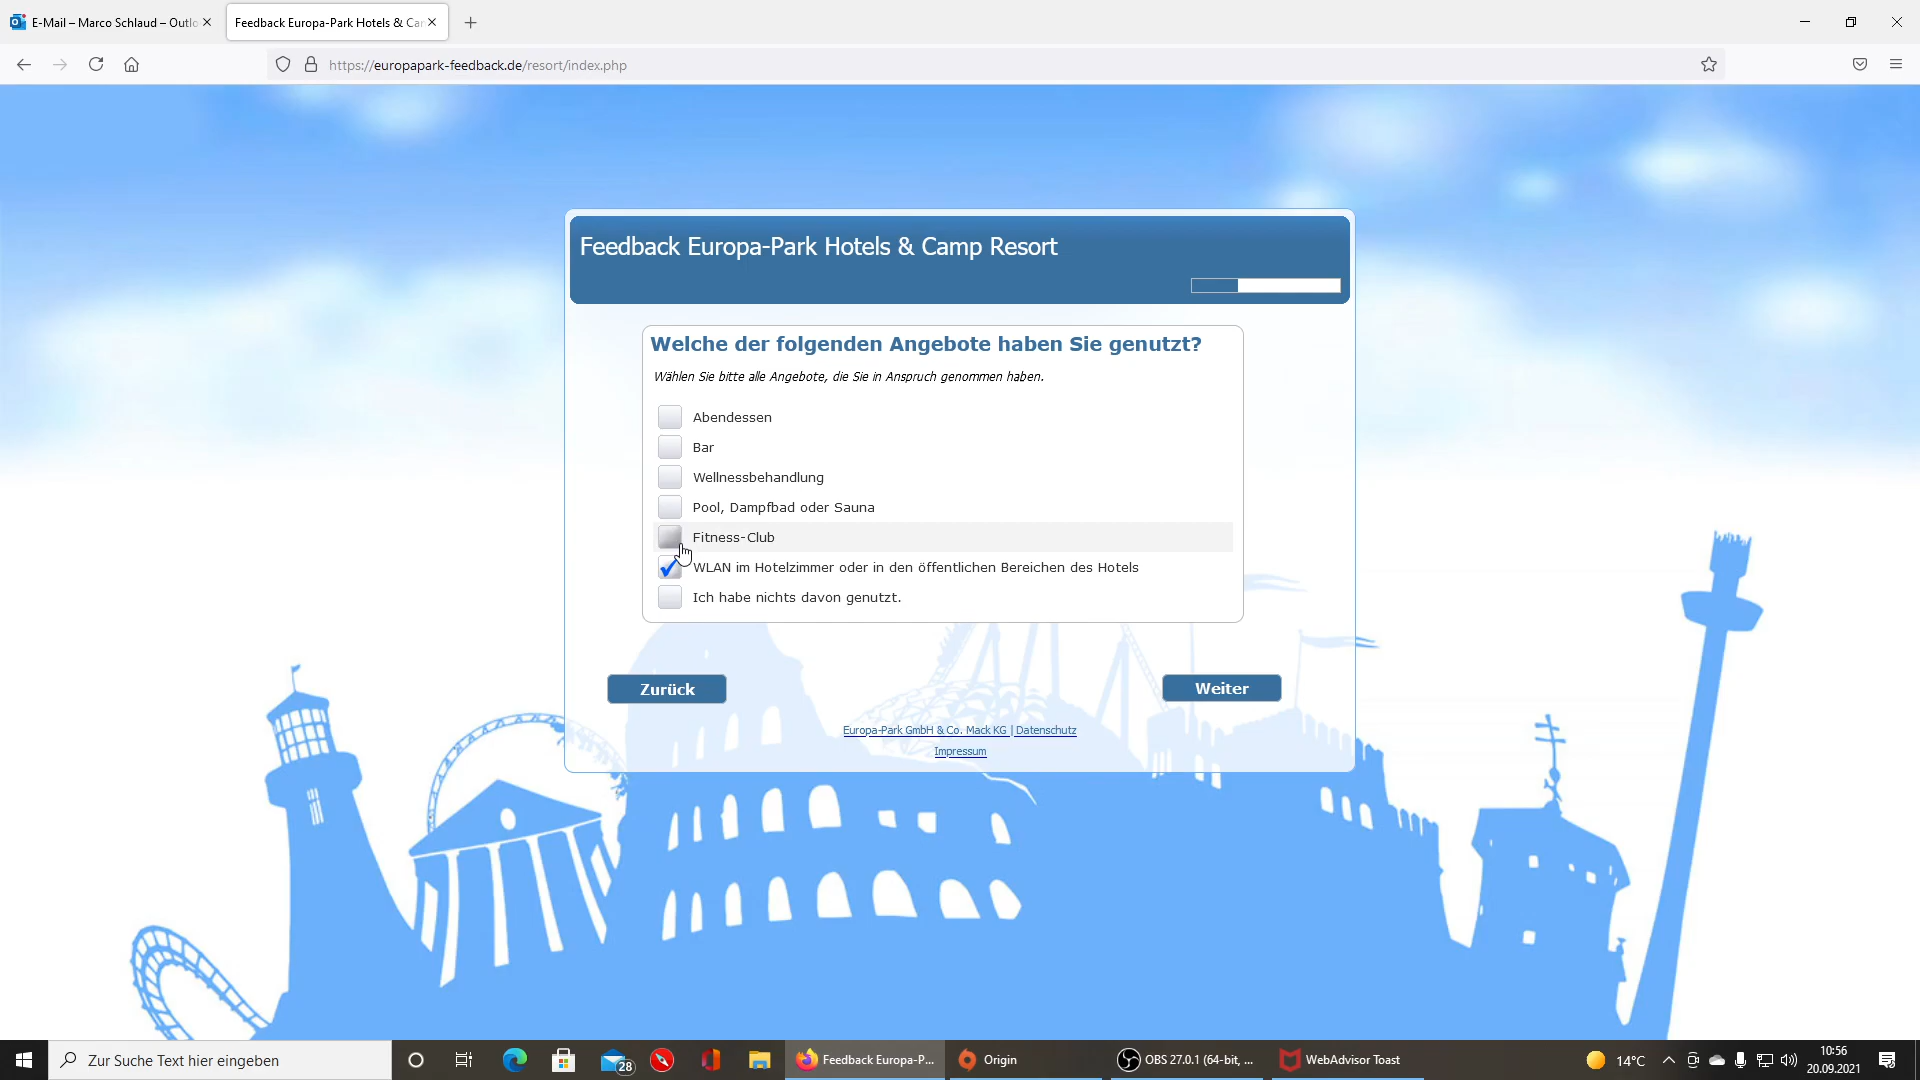 E-Mail – Marco Schlaud – Outlo
Feedback Europa-Park Hotels & Car
https://europapark-feedback.de/resort/index.php
Feedback Europa-Park Hotels & Camp Resort
Welche der folgenden Angebote haben Sie genutzt?
Wählen Sie bitte alle Angebote, die Sie in Anspruch genommen haben.
Abendessen
Bar
Wellnessbehandlung
Pool, Dampfbad oder Sauna
Fitness-Club
WLAN im Hotelzimmer oder in den öffentlichen Bereichen des Hotels
Ich habe nichts davon genutzt.
Zurück
Weiter
Europa-Park GmbH & Co. Mack KG | Datenschutz
Impressum
Zur Suche Text hier eingeben
28
Feedback Europa-P...
Origin
OBS 27.0.1 (64-bit, ...
WebAdvisor Toast
14°C
10:56
20.09.2021